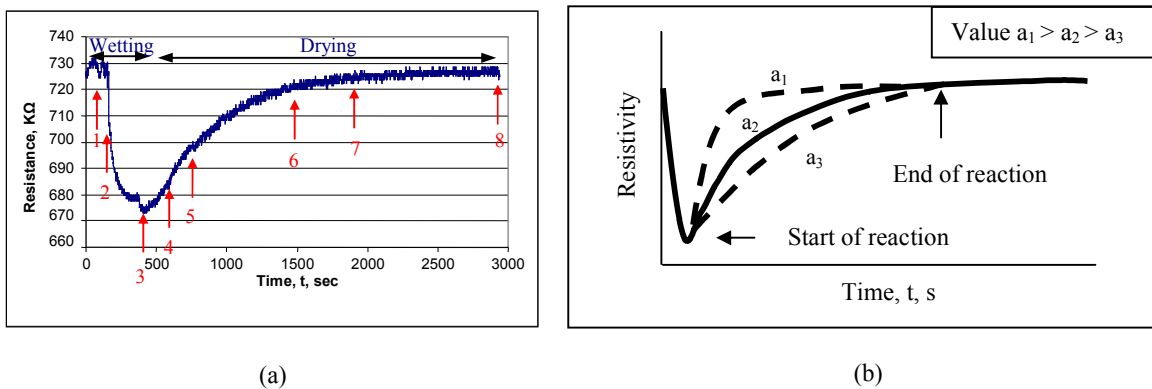 Wetting
Drying
Resistance, KΩ
740
730
720
700
690
680
670
660
1
2
3
4
5
6
7
8
0
500
1000
1500
2000
2500
3000
Time, t, sec
(a)
Value a1 > a2 > a3
a1
a2
a3
Resistivity
End of reaction
Start of reaction
Time, t, s
(b)